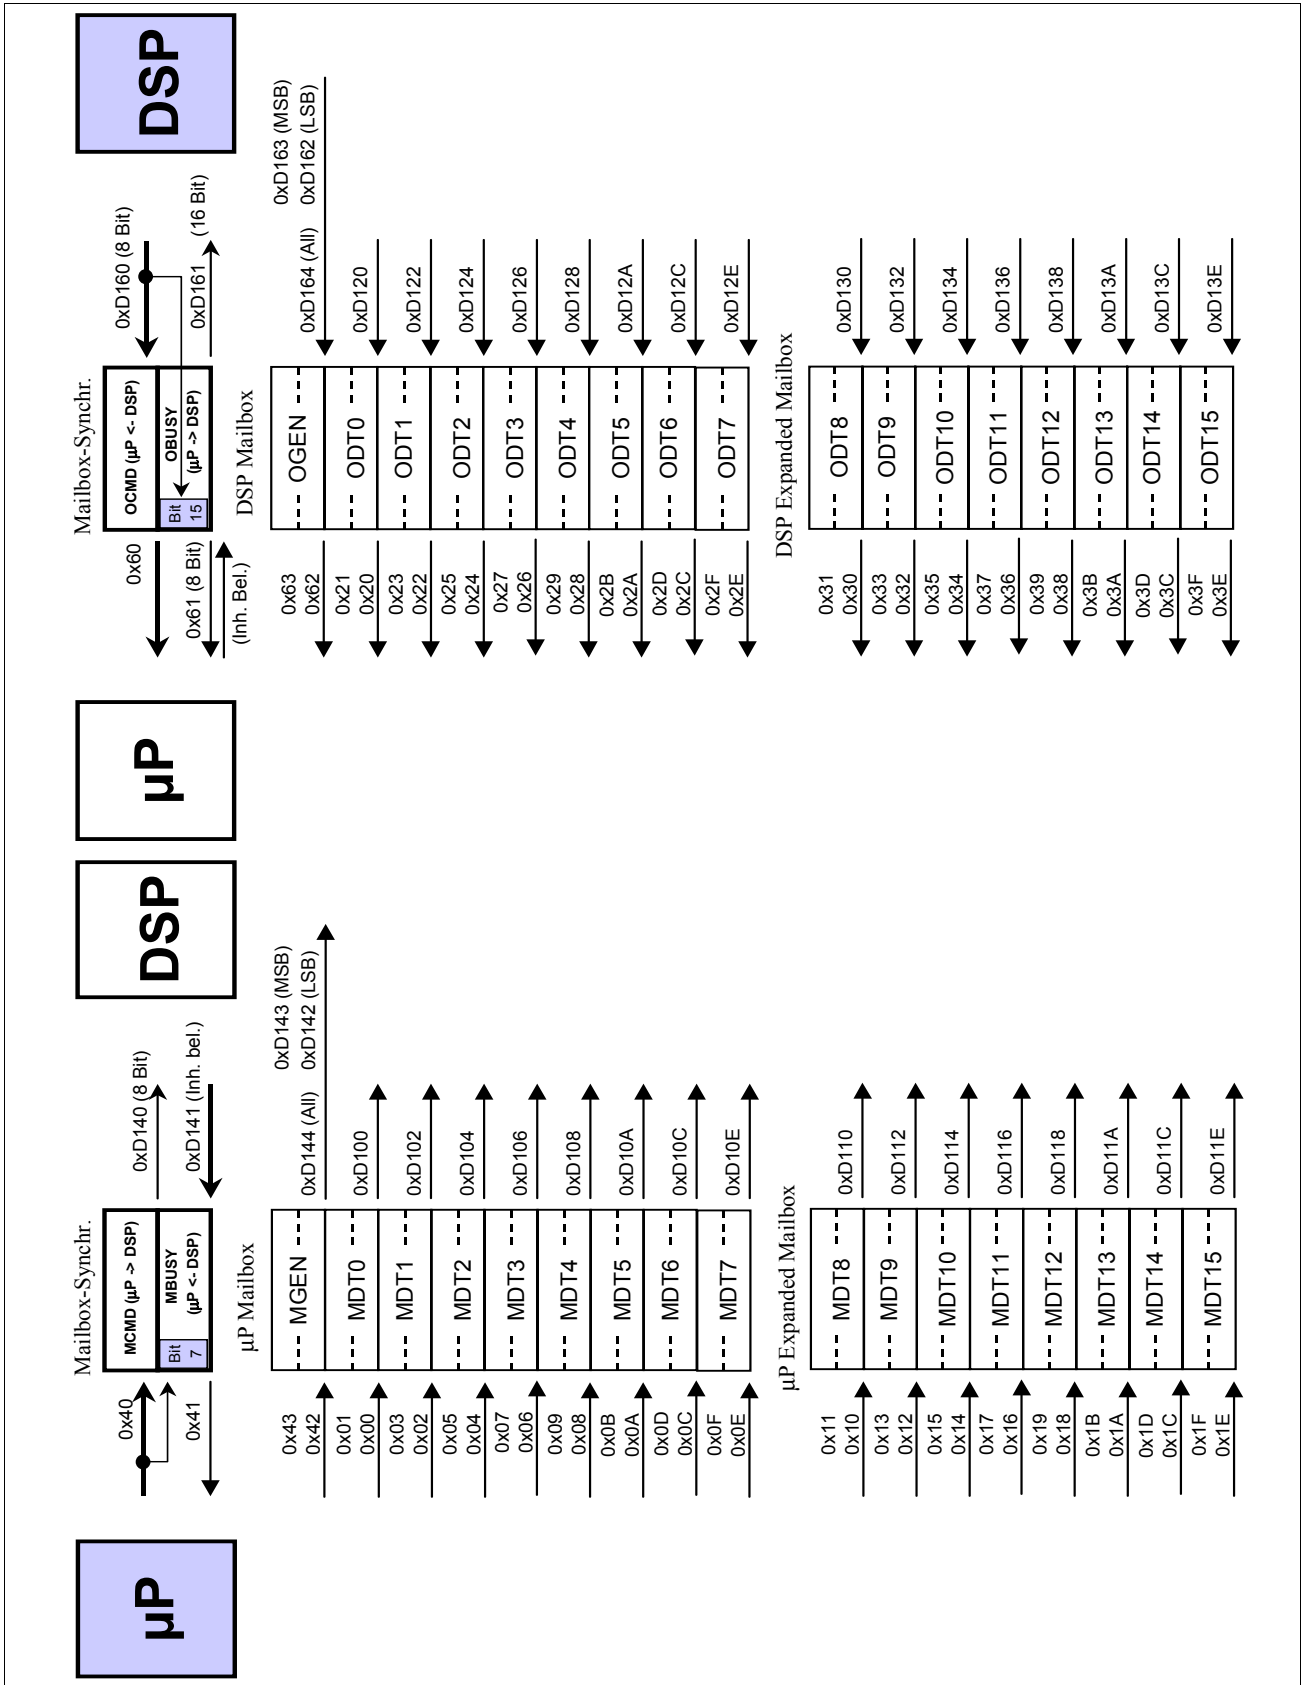 µP
DSP
µP
DSP
Mailbox-Synchr.
0x40
0x41
MCMD (µP -> DSP)
Bit
7
MBUSY
(µP <- DSP)
0xD140 (8 Bit)
0xD141 (Inh. bel.)
µP Mailbox
0x43
0x42
MGEN
0xD144 (All)
0xD143 (MSB)
0xD142 (LSB)
0x01
0x00
MDT0
0xD100
0x03
0x02
MDT1
0xD102
0x05
0x04
MDT2
0xD104
0x07
0x06
MDT3
0xD106
0x09
0x08
MDT4
0xD108
0x0B
0x0A
MDT5
0xD10A
0x0D
0x0C
MDT6
0xD10C
0x0F
0x0E
MDT7
0xD10E
µP Expanded Mailbox
0x11
0x10
MDT8
0xD110
0x13
0x12
MDT9
0xD112
0x15
0x14
MDT10
0xD114
0x17
0x16
MDT11
0xD116
0x19
0x18
MDT12
0xD118
0x1B
0x1A
MDT13
0xD11A
0x1D
0x1C
MDT14
0xD11C
0x1F
0x1E
MDT15
0xD11E
Mailbox-Synchr.
0x60
0x61 (8 Bit)
(Inh. Bel.)
OCMD (µP <- DSP)
Bit
15
OBUSY
(µP -> DSP)
0xD160 (8 Bit)
0xD161
(16 Bit)
DSP Mailbox
0x63
0x62
OGEN
0xD164 (All)
0xD163 (MSB)
0xD162 (LSB)
0x21
0x20
ODT0
0xD120
0x23
0x22
ODT1
0xD122
0x25
0x24
ODT2
0xD124
0x27
0x26
ODT3
0xD126
0x29
0x28
ODT4
0xD128
0x2B
0x2A
ODT5
0xD12A
0x2D
0x2C
ODT6
0xD12C
0x2F
0x2E
ODT7
0xD12E
DSP Expanded Mailbox
0x31
0x30
ODT8
0xD130
0x33
0x32
ODT9
0xD132
0x35
0x34
ODT10
0xD134
0x37
0x36
ODT11
0xD136
0x39
0x38
ODT12
0xD138
0x3B
0x3A
ODT13
0xD13A
0x3D
0x3C
ODT14
0xD13C
0x3F
0x3E
ODT15
0xD13E